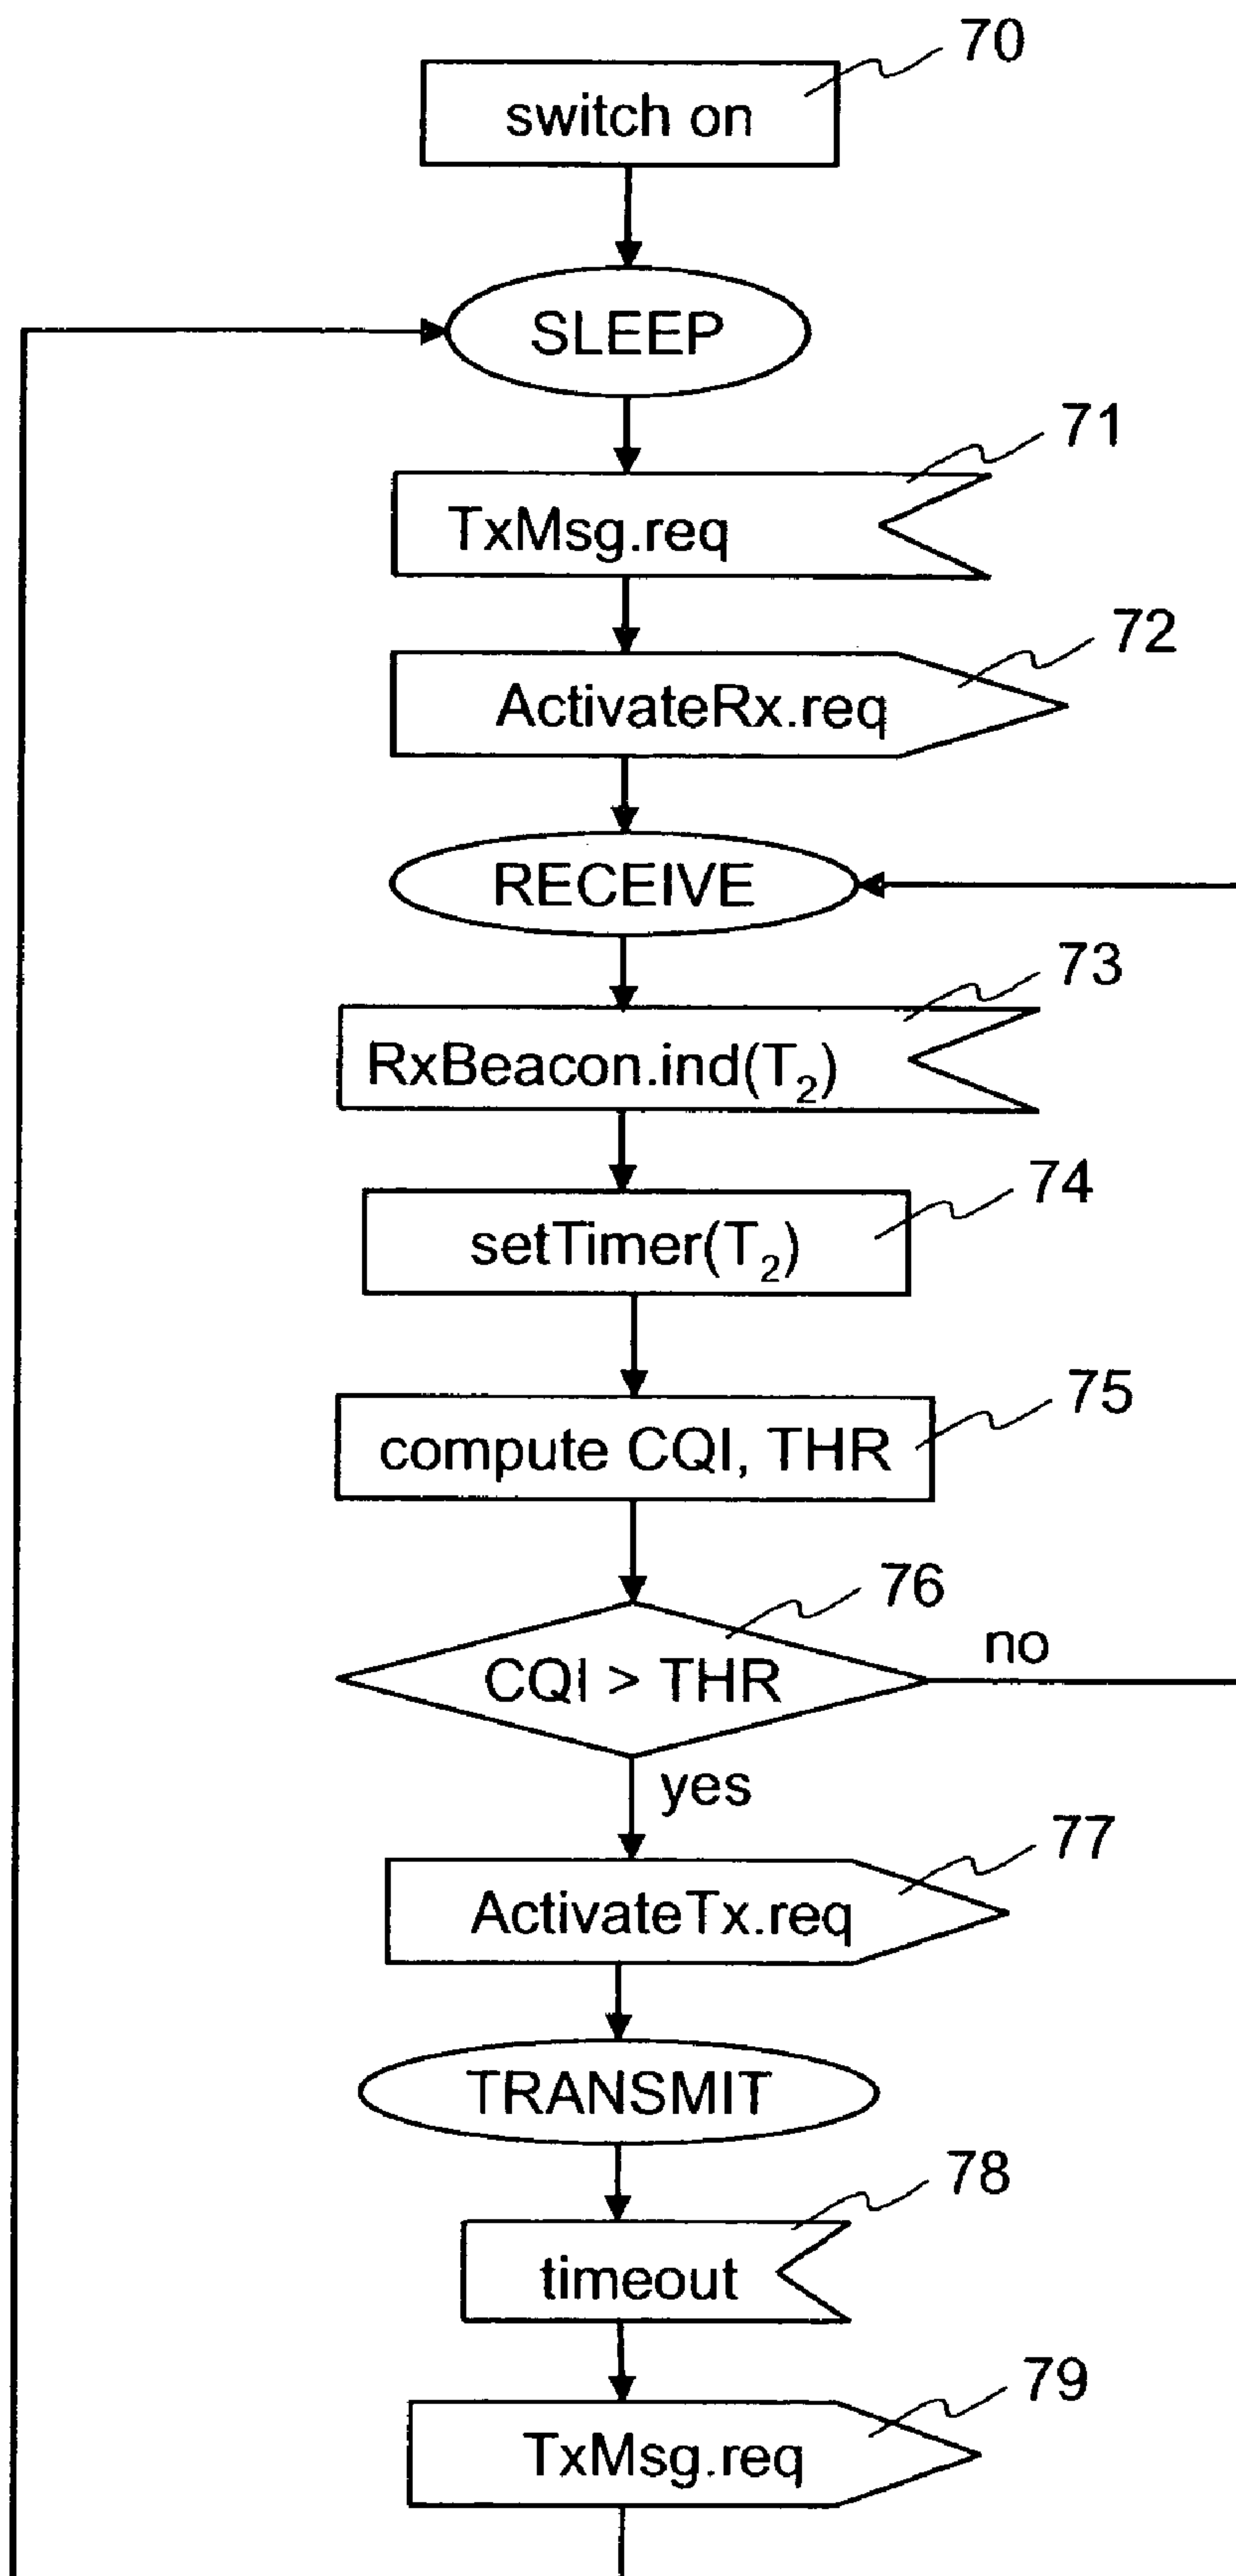 70
switch on
SLEEP
71
TxMsg.req
72
ActivateRx.req
RECEIVE
73
RxBeacon.ind(T₂)
74
setTimer(T₂)
75
compute CQI, THR
76
CQI > THR
no
yes
77
ActivateTx.req
TRANSMIT
78
timeout
79
TxMsg.req